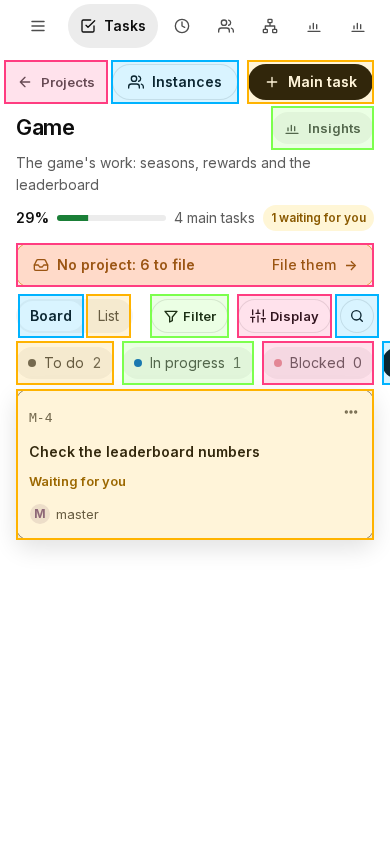 Tasks
Projects
Instances
Main task
Game
Insights
The game's work: seasons, rewards and the
leaderboard
29%
4 main tasks
1 waiting for you
No project: 6 to file
File them
Board
List
Filter
Display
To do 2
In progress 1
Blocked 0
M-4
Check the leaderboard numbers
Waiting for you
M
master